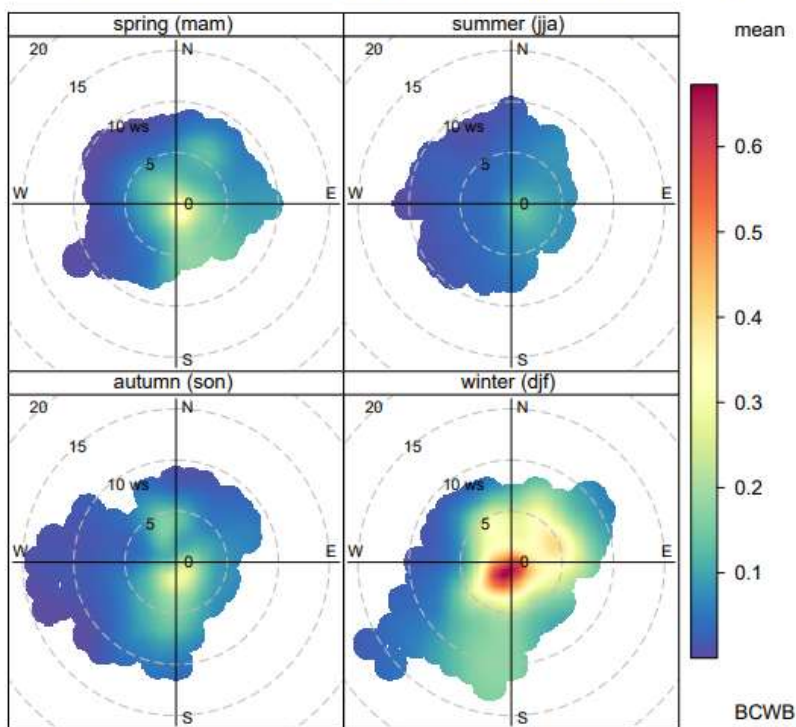 spring (mam)
20
15
10 ws
5
0
N
W
E
S
summer (jja)
20
15
10 ws
5
0
N
W
E
S
autumn (son)
20
15
10 ws
5
0
N
W
E
S
winter (djf)
20
15
10 ws
5
0
N
W
E
S
mean
0.6
0.5
0.4
0.3
0.2
0.1
BCWB